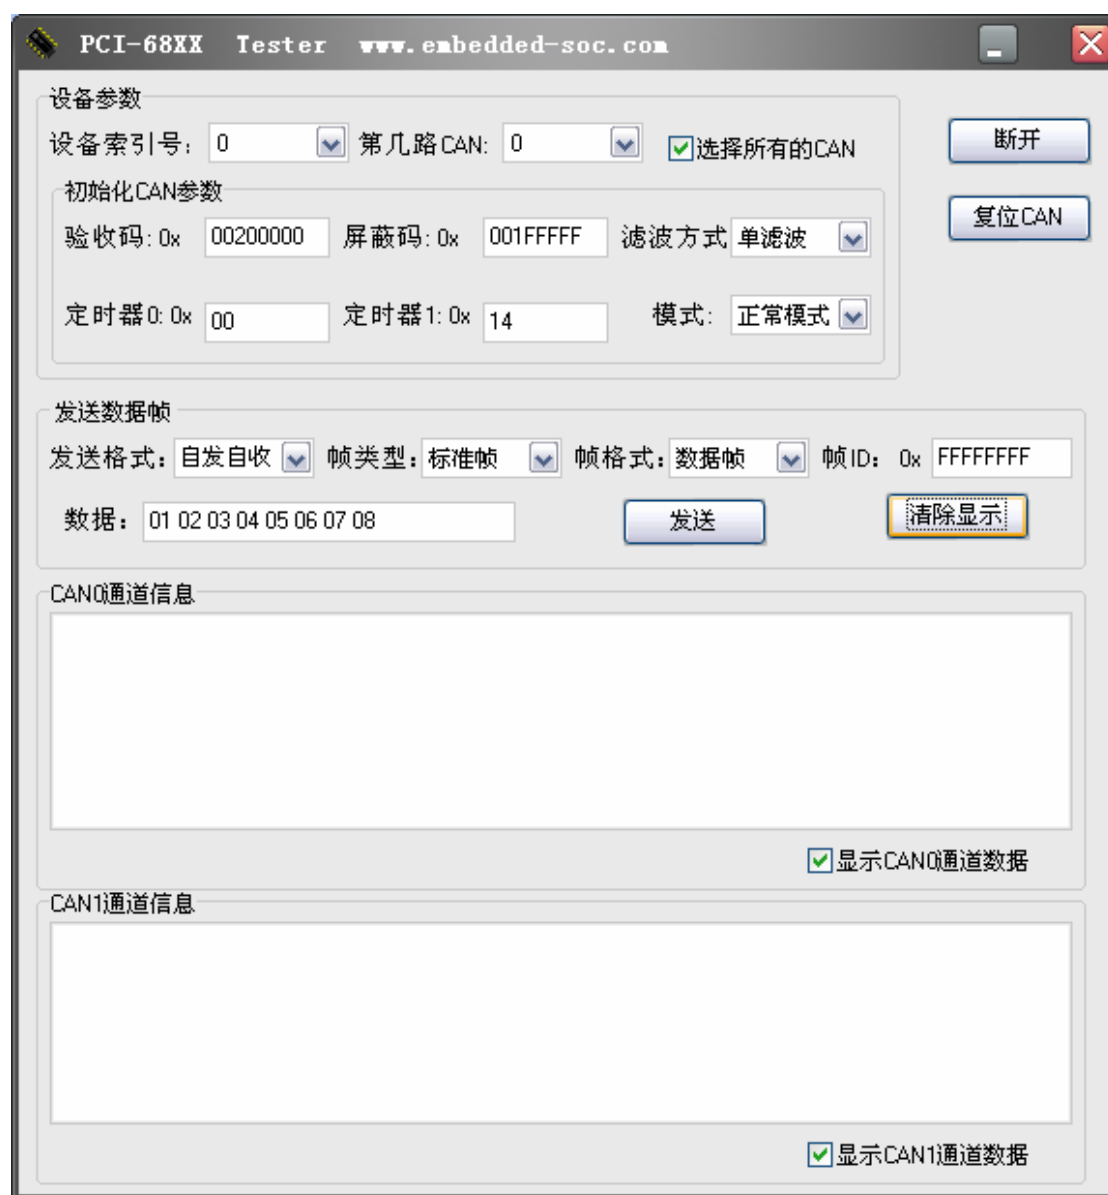 PCI-68XX Tester www.embedded-soc.com
设备参数
设备索引号: 0 第几路CAN: 0 选择所有的CAN 断开
初始化CAN参数
验收码: 0x 00200000 屏蔽码: 0x 001FFFFF 滤波方式 单滤波 复位CAN
定时器0: 0x 00 定时器1: 0x 14 模式: 正常模式
发送数据帧
发送格式: 自发自收 帧类型: 标准帧 帧格式: 数据帧 帧ID: 0x FFFFFFFF
数据: 01 02 03 04 05 06 07 08 发送 清除显示
CAN0通道信息
显示CAN0通道数据
CAN1通道信息
显示CAN1通道数据